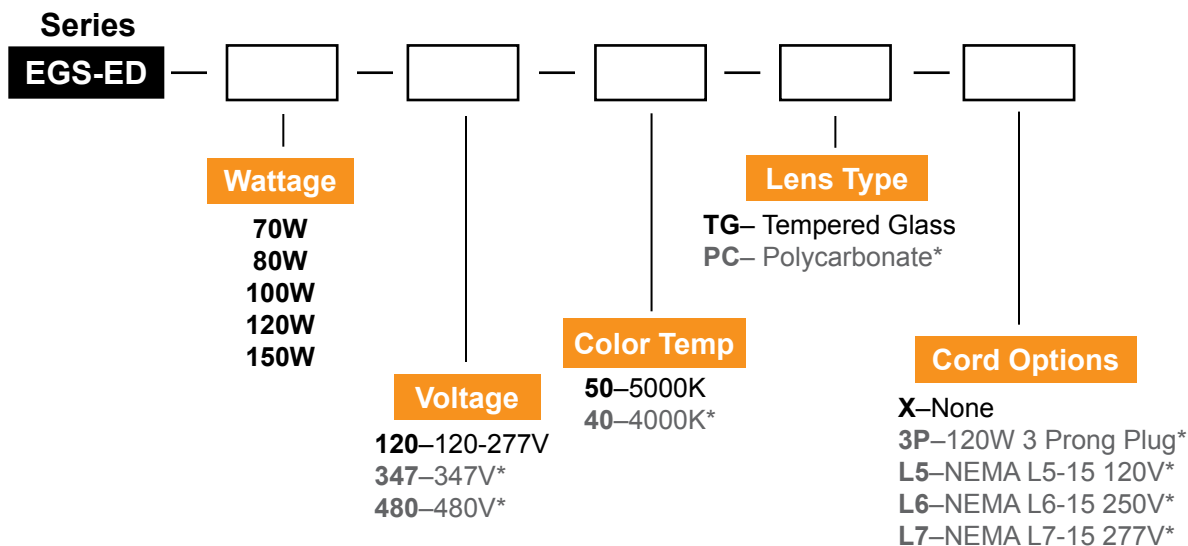 Series
EGS-ED
Wattage
70W
80W
100W
120W
150W
Voltage
120–120-277V
347–347V*
480–480V*
Color Temp
50–5000K
40–4000K*
Lens Type
TG– Tempered Glass
PC– Polycarbonate*
Cord Options
X–None
3P–120W 3 Prong Plug*
L5–NEMA L5-15 120V*
L6–NEMA L6-15 250V*
L7–NEMA L7-15 277V*